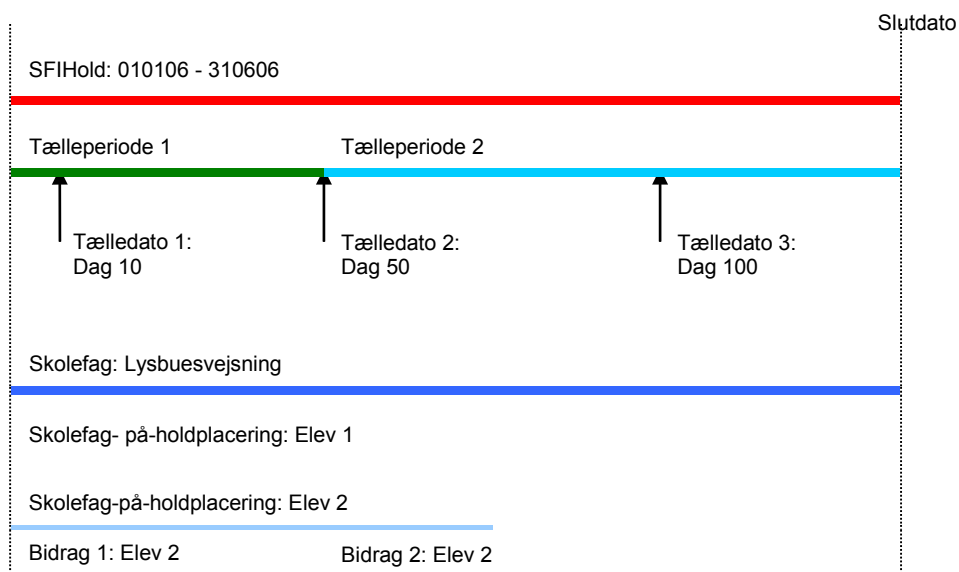 Slutdato
SFIHold: 010106 - 310606
Tælleperiode 1
Tælleperiode 2
Tælledato 1:
Dag 10
Tælledato 2:
Dag 50
Tælledato 3:
Dag 100
Skolefag: Lysbuesvejsning
Skolefag- på-holdplacering: Elev 1
Skolefag-på-holdplacering: Elev 2
Bidrag 1: Elev 2
Bidrag 2: Elev 2